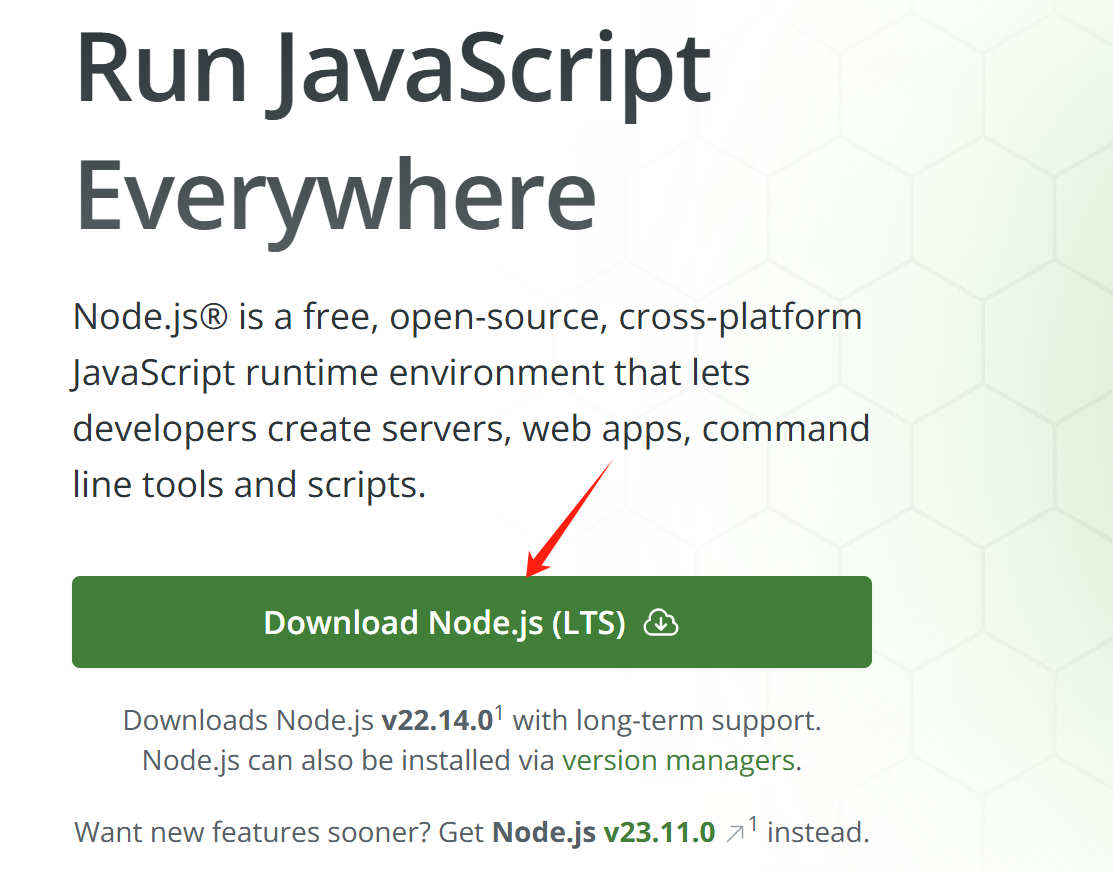 Run JavaScript
Everywhere
Node.js® is a free, open-source, cross-platform
JavaScript runtime environment that lets
developers create servers, web apps, command
line tools and scripts.
Download Node.js (LTS)
Downloads Node.js v22.14.0¹ with long-term support.
Node.js can also be installed via version managers.
Want new features sooner? Get Node.js v23.11.0 ↗¹ instead.